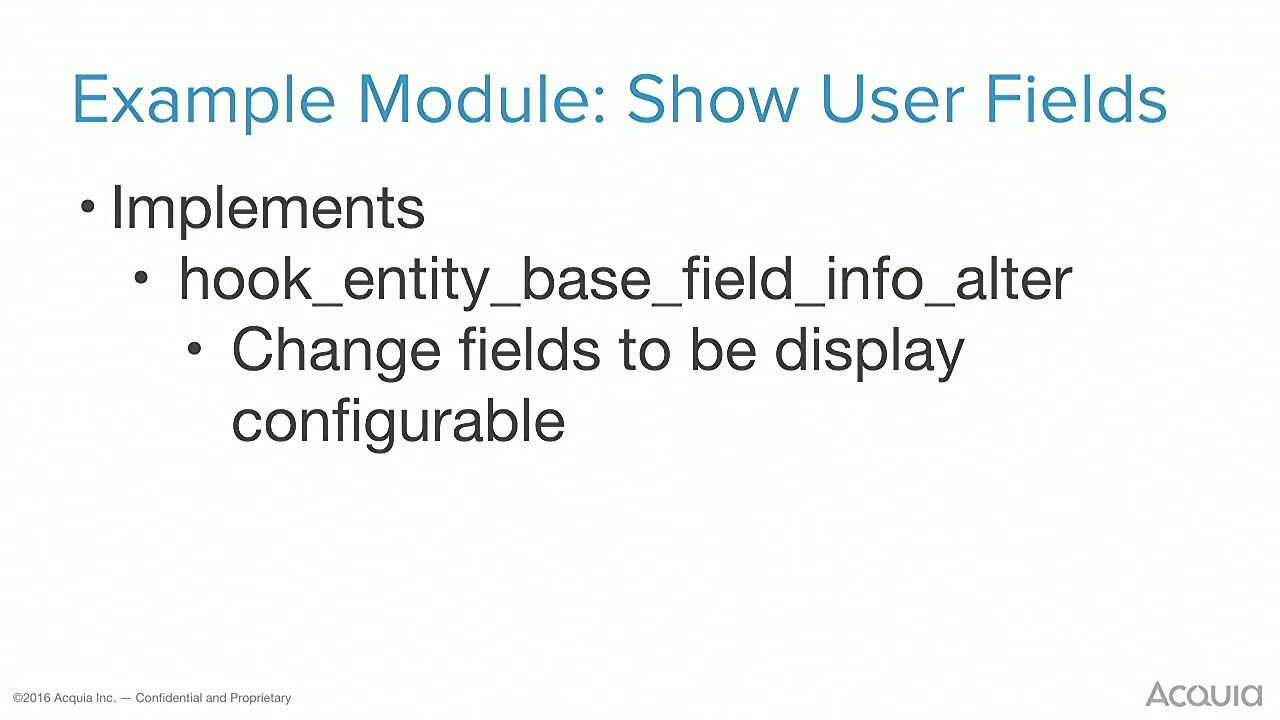 Example Module: Show User Fields
• Implements
• hook_entity_base_field_info_alter
• Change fields to be display
configurable
©2016 Acquia Inc. — Confidential and Proprietary
Acquia